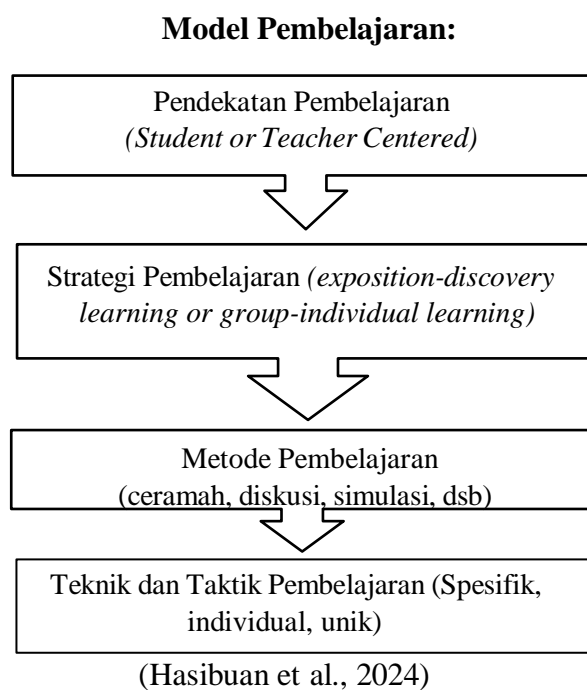 Model Pembelajaran:
Pendekatan Pembelajaran
(Student or Teacher Centered)
Strategi Pembelajaran (exposition-discovery
learning or group-individual learning)
Metode Pembelajaran
(ceramah, diskusi, simulasi, dsb)
Teknik dan Taktik Pembelajaran (Spesifik,
individual, unik)
(Hasibuan et al., 2024)